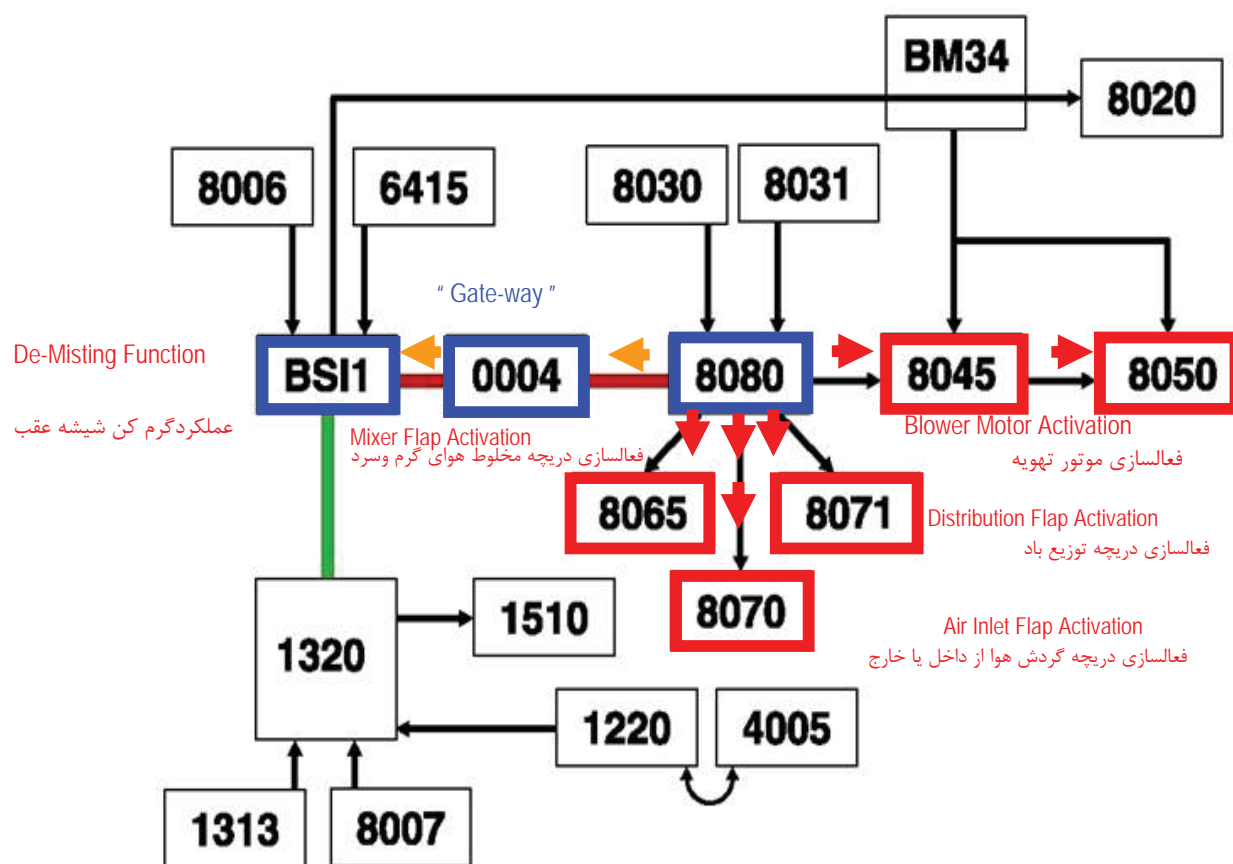 BM34
8020
8006
6415
8030
8031
“ Gate-way ”
De-Misting Function
BSI1
0004
8080
8045
8050
عملکردگرم کن شیشه عقب
Mixer Flap Activation
فعالسازی دریچه مخلوط هوای گرم وسرد
Blower Motor Activation
فعالسازی موتور تهویه
8065
8071
Distribution Flap Activation
فعالسازی دریچه توزیع باد
8070
1510
Air Inlet Flap Activation
فعالسازی دریچه گردش هوا از داخل یا خارج
1320
1220
4005
1313
8007